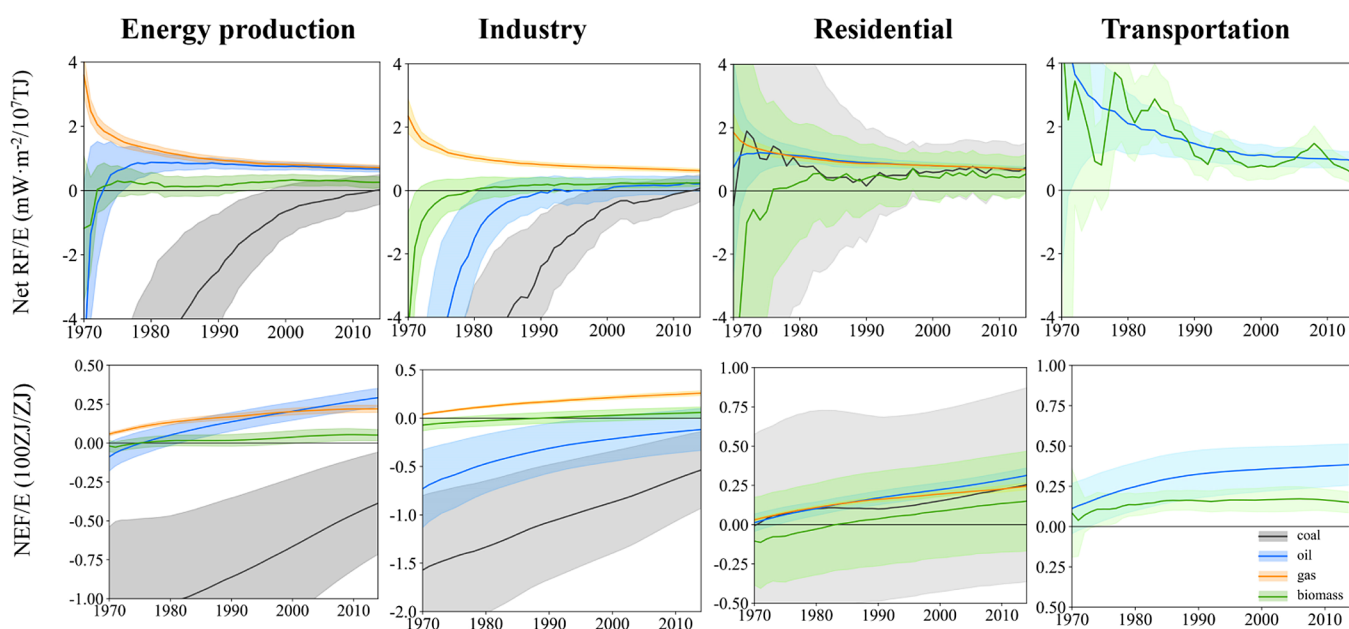 Energy production
Industry
Residential
Transportation
Net RF/E (mW·m⁻²/10⁷TJ)
4
2
0
-2
-4
1970 1980 1990 2000 2010
4
2
0
-2
-4
1970 1980 1990 2000 2010
4
2
0
-2
-4
1970 1980 1990 2000 2010
4
2
0
-2
-4
1970 1980 1990 2000 2010
NEF/E (100ZJ/ZJ)
0.50
0.25
0.00
-0.25
-0.50
-0.75
-1.00
1970 1980 1990 2000 2010
0.5
0.0
-0.5
-1.0
-1.5
-2.0
1970 1980 1990 2000 2010
1.00
0.75
0.50
0.25
0.00
-0.25
-0.50
1970 1980 1990 2000 2010
1.00
0.75
0.50
0.25
0.00
0.25
0.50
1970 1980 1990 2000 2010
coal
oil
gas
biomass